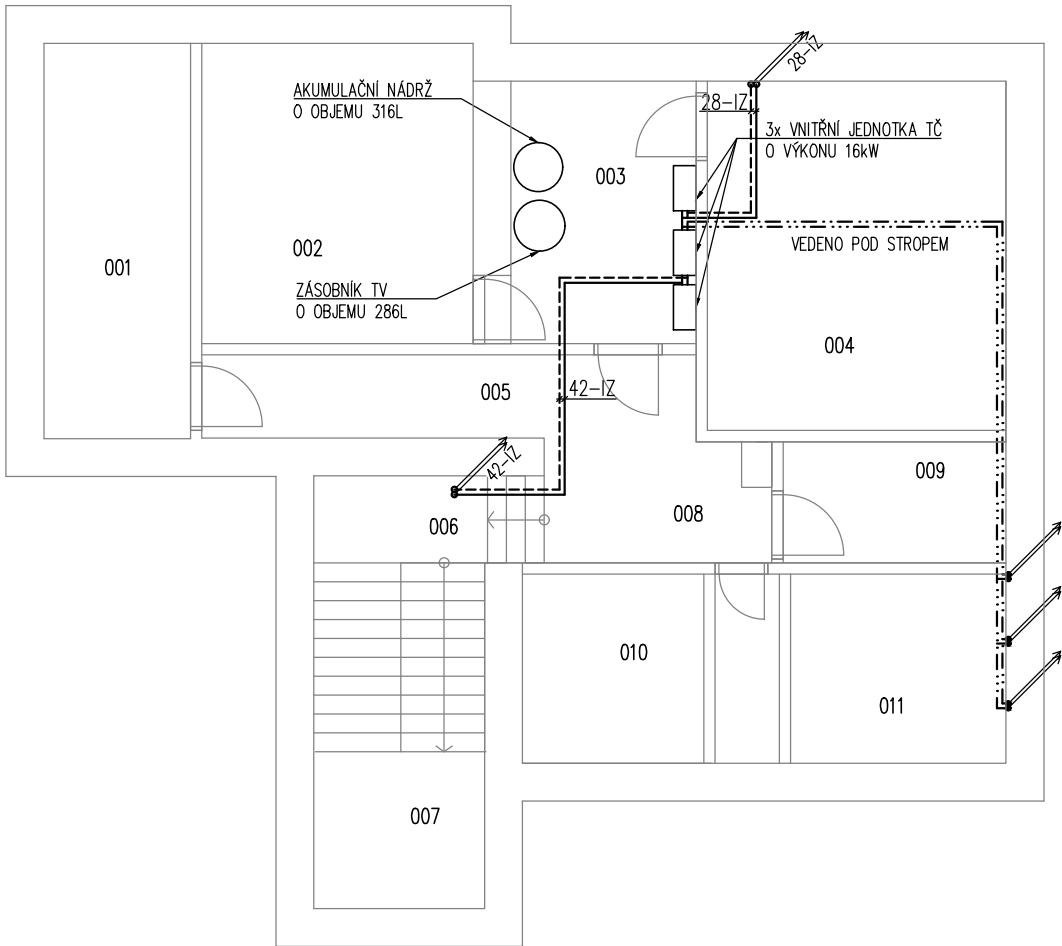 28-IZ
AKUMULAČNÍ NÁDRŽ
O OBJEMU 316L
28-IZ
3x VNITŘNÍ JEDNOTKA TČ
O VÝKONU 16kW
003
002
VEDENO POD STROPEM
001
ZÁSOBNÍK TV
O OBJEMU 286L
004
005
42-IZ
42-IZ
009
006
008
010
011
007